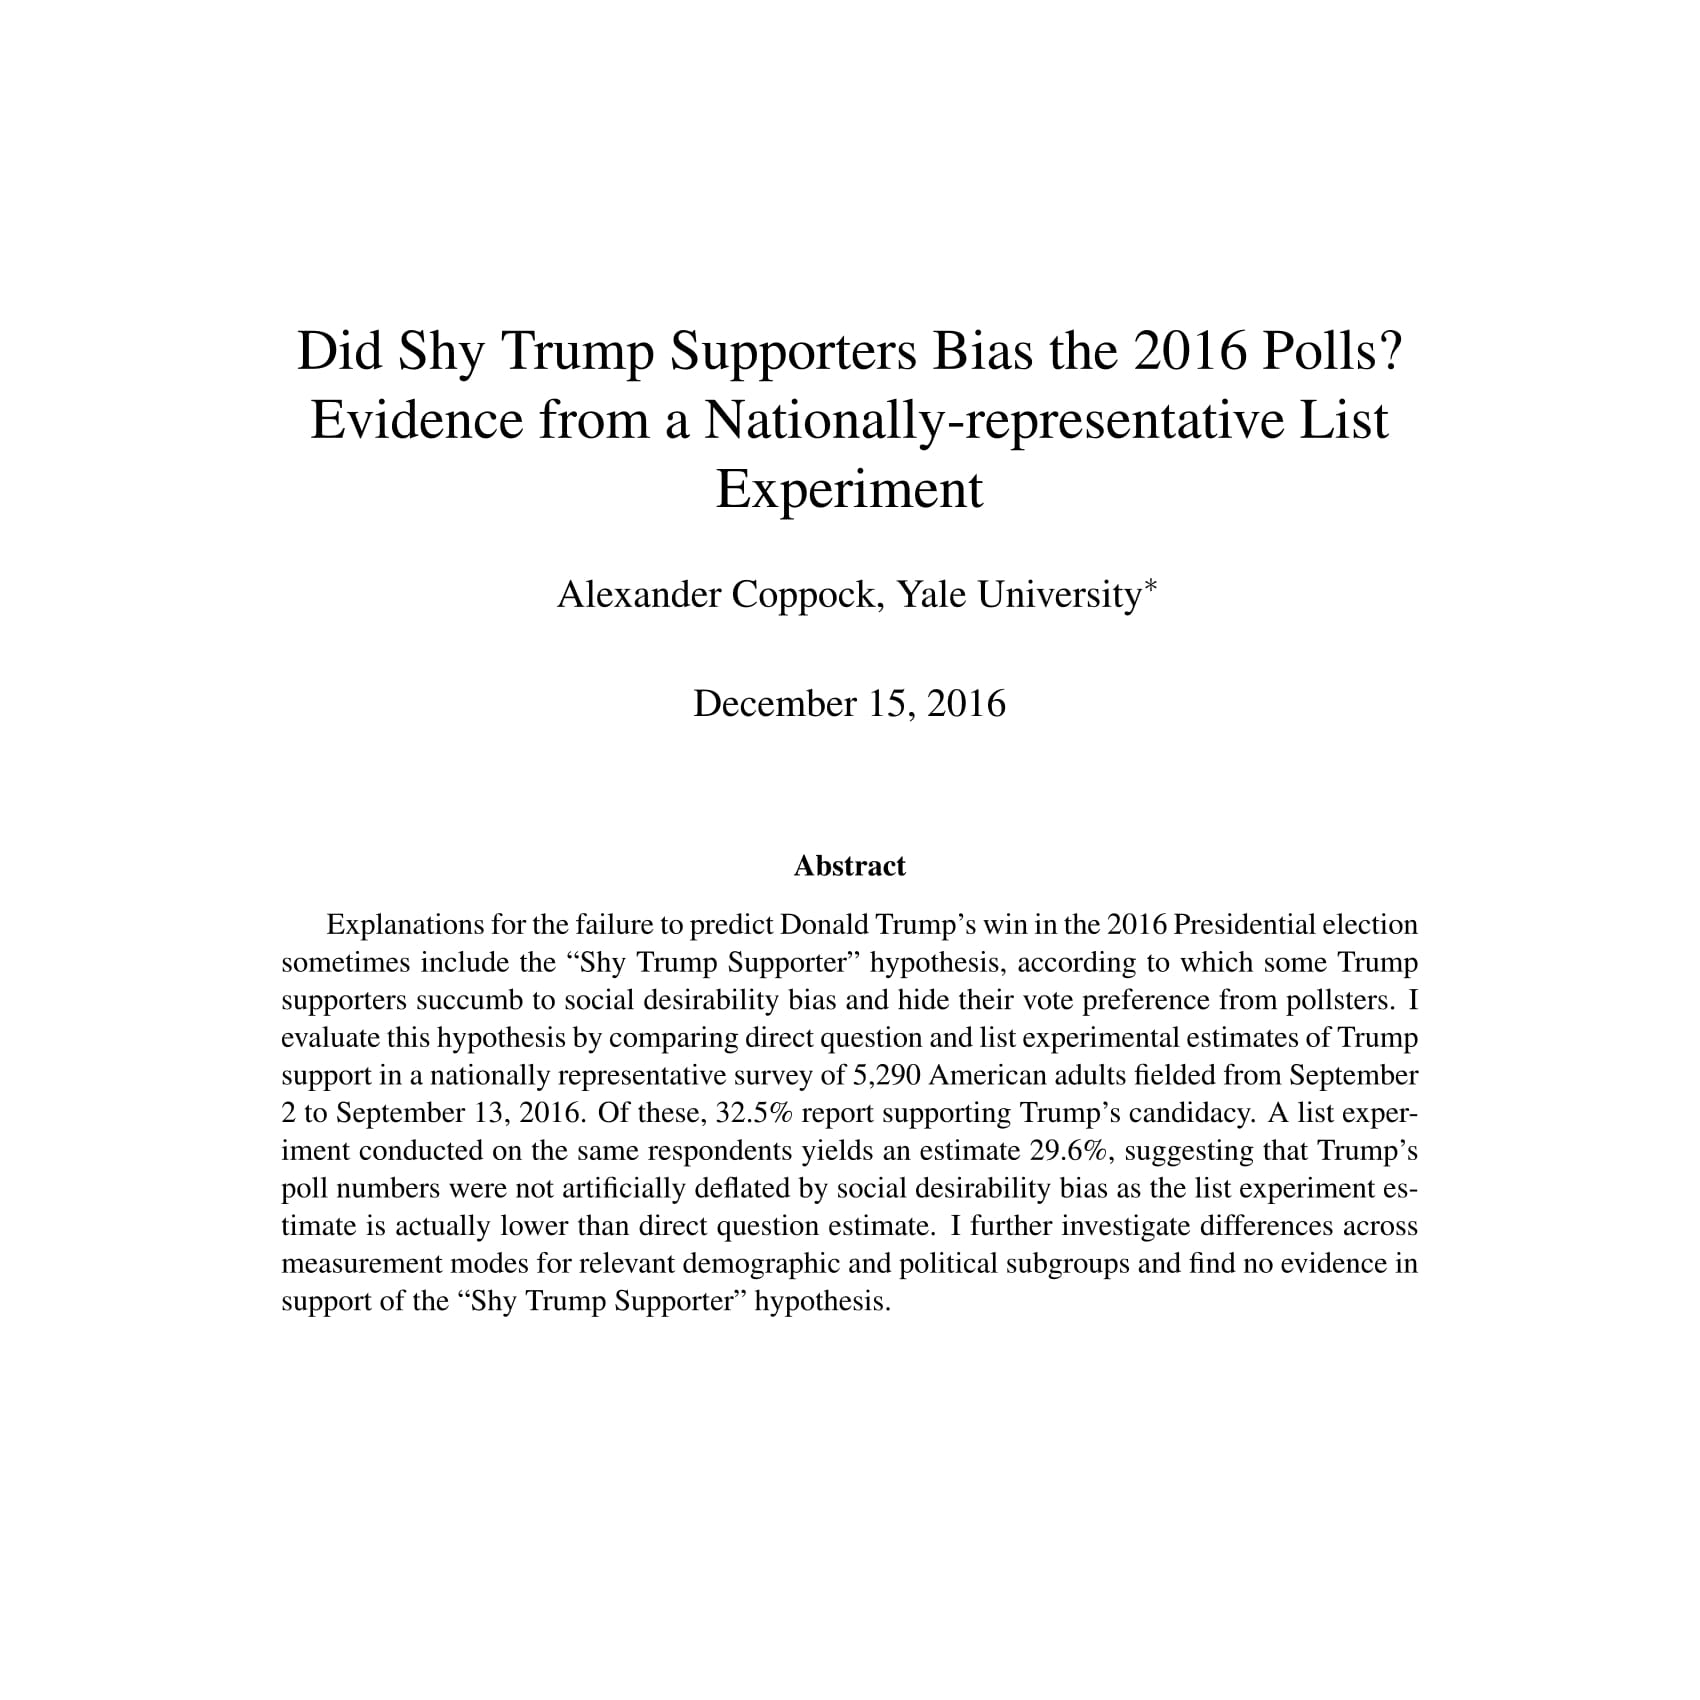 Did Shy Trump Supporters Bias the 2016 Polls?
Evidence from a Nationally-representative List
Experiment
Alexander Coppock, Yale University*
December 15, 2016
Abstract
Explanations for the failure to predict Donald Trump’s win in the 2016 Presidential election
sometimes include the “Shy Trump Supporter” hypothesis, according to which some Trump
supporters succumb to social desirability bias and hide their vote preference from pollsters. I
evaluate this hypothesis by comparing direct question and list experimental estimates of Trump
support in a nationally representative survey of 5,290 American adults fielded from September
2 to September 13, 2016. Of these, 32.5% report supporting Trump’s candidacy. A list exper-
iment conducted on the same respondents yields an estimate 29.6%, suggesting that Trump’s
poll numbers were not artificially deflated by social desirability bias as the list experiment es-
timate is actually lower than direct question estimate. I further investigate differences across
measurement modes for relevant demographic and political subgroups and find no evidence in
support of the “Shy Trump Supporter” hypothesis.